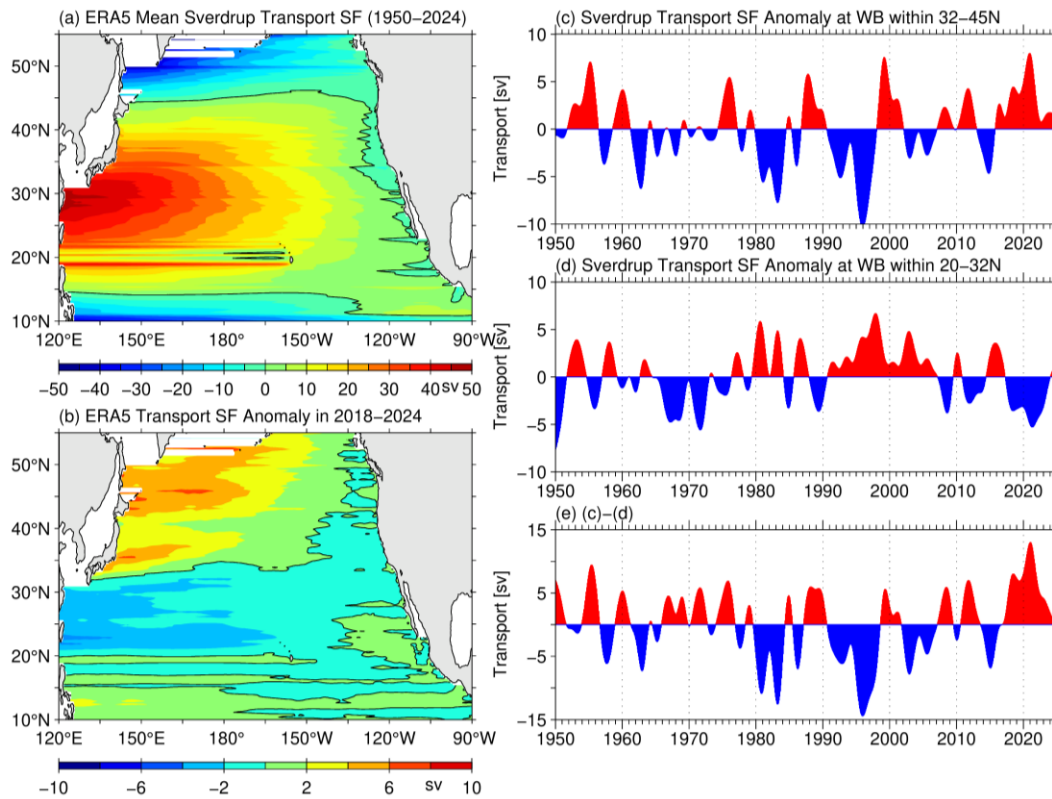 (a) ERA5 Mean Sverdrup Transport SF (1950−2024)
50°N
40°N
30°N
20°N
10°N
120°E 150°E 180° 150°W 120°W 90°W
−50 −40 −30 −20 −10 0 10 20 30 40 sv 50
(b) ERA5 Transport SF Anomaly in 2018−2024
50°N
40°N
30°N
20°N
10°N
120°E 150°E 180° 150°W 120°W 90°W
−10 −6 −2 2 6 sv 10
(c) Sverdrup Transport SF Anomaly at WB within 32−45N
Transport [sv]
10
5
0
−5
−10
1950 1960 1970 1980 1990 2000 2010 2020
(d) Sverdrup Transport SF Anomaly at WB within 20−32N
Transport [sv]
10
5
0
−5
−10
1950 1960 1970 1980 1990 2000 2010 2020
(e) (c)−(d)
Transport [sv]
15
10
5
0
−5
−10
−15
1950 1960 1970 1980 1990 2000 2010 2020